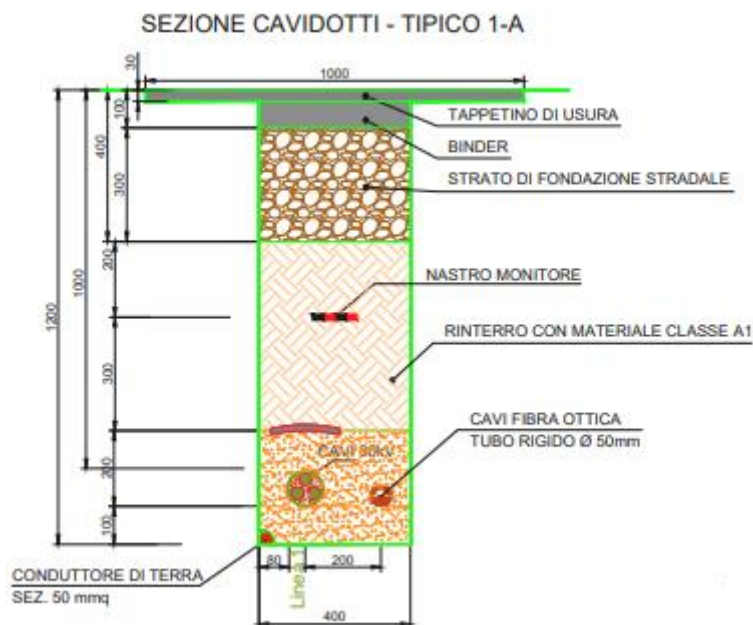 SEZIONE CAVIDOTTI - TIPICO 1-A
30
1000
100
TAPPETINO DI USURA
BINDER
400
300
STRATO DI FONDAZIONE STRADALE
200
1000
NASTRO MONITORE
1200
300
RINTERRO CON MATERIALE CLASSE A1
CAVI FIBRA OTTICA
TUBO RIGIDO Ø 50mm
CAVI 30kV
200
100
80
200
CONDUTTORE DI TERRA
SEZ. 50 mmq
Linea 1
400